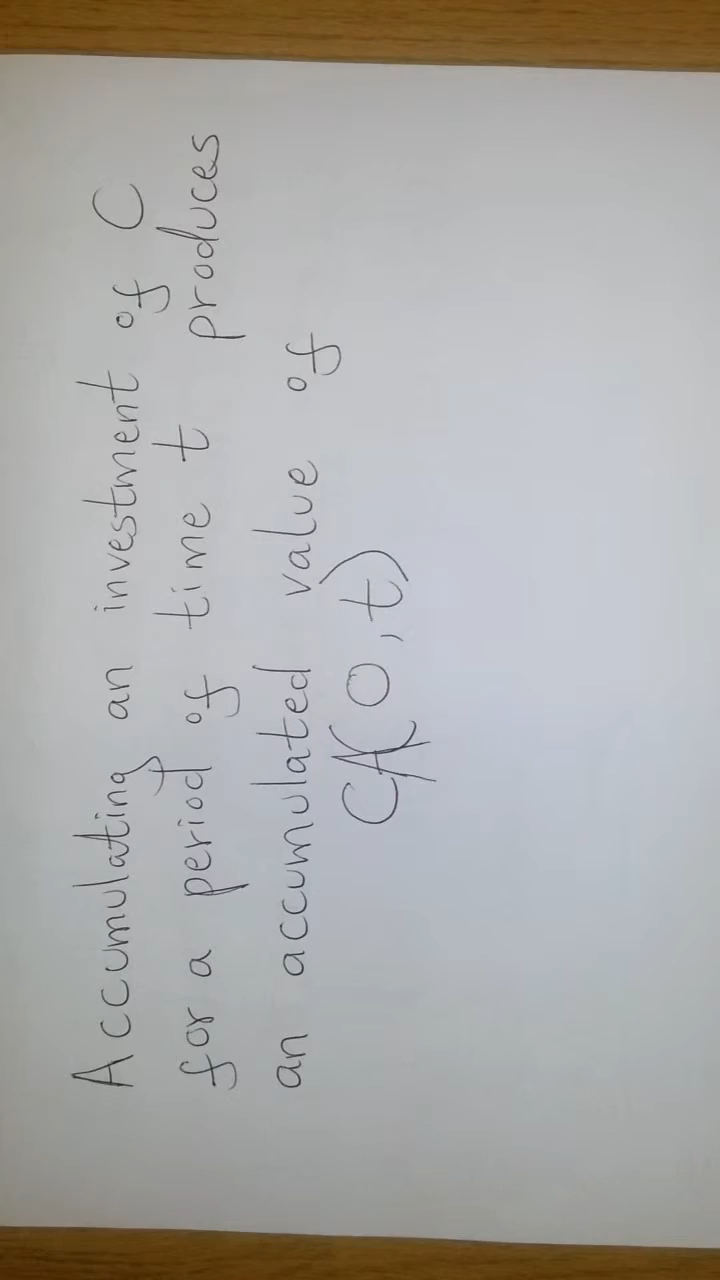 Accumulating an investment of C
for a period of time t produces
an accumulated value of
CA(0,t)